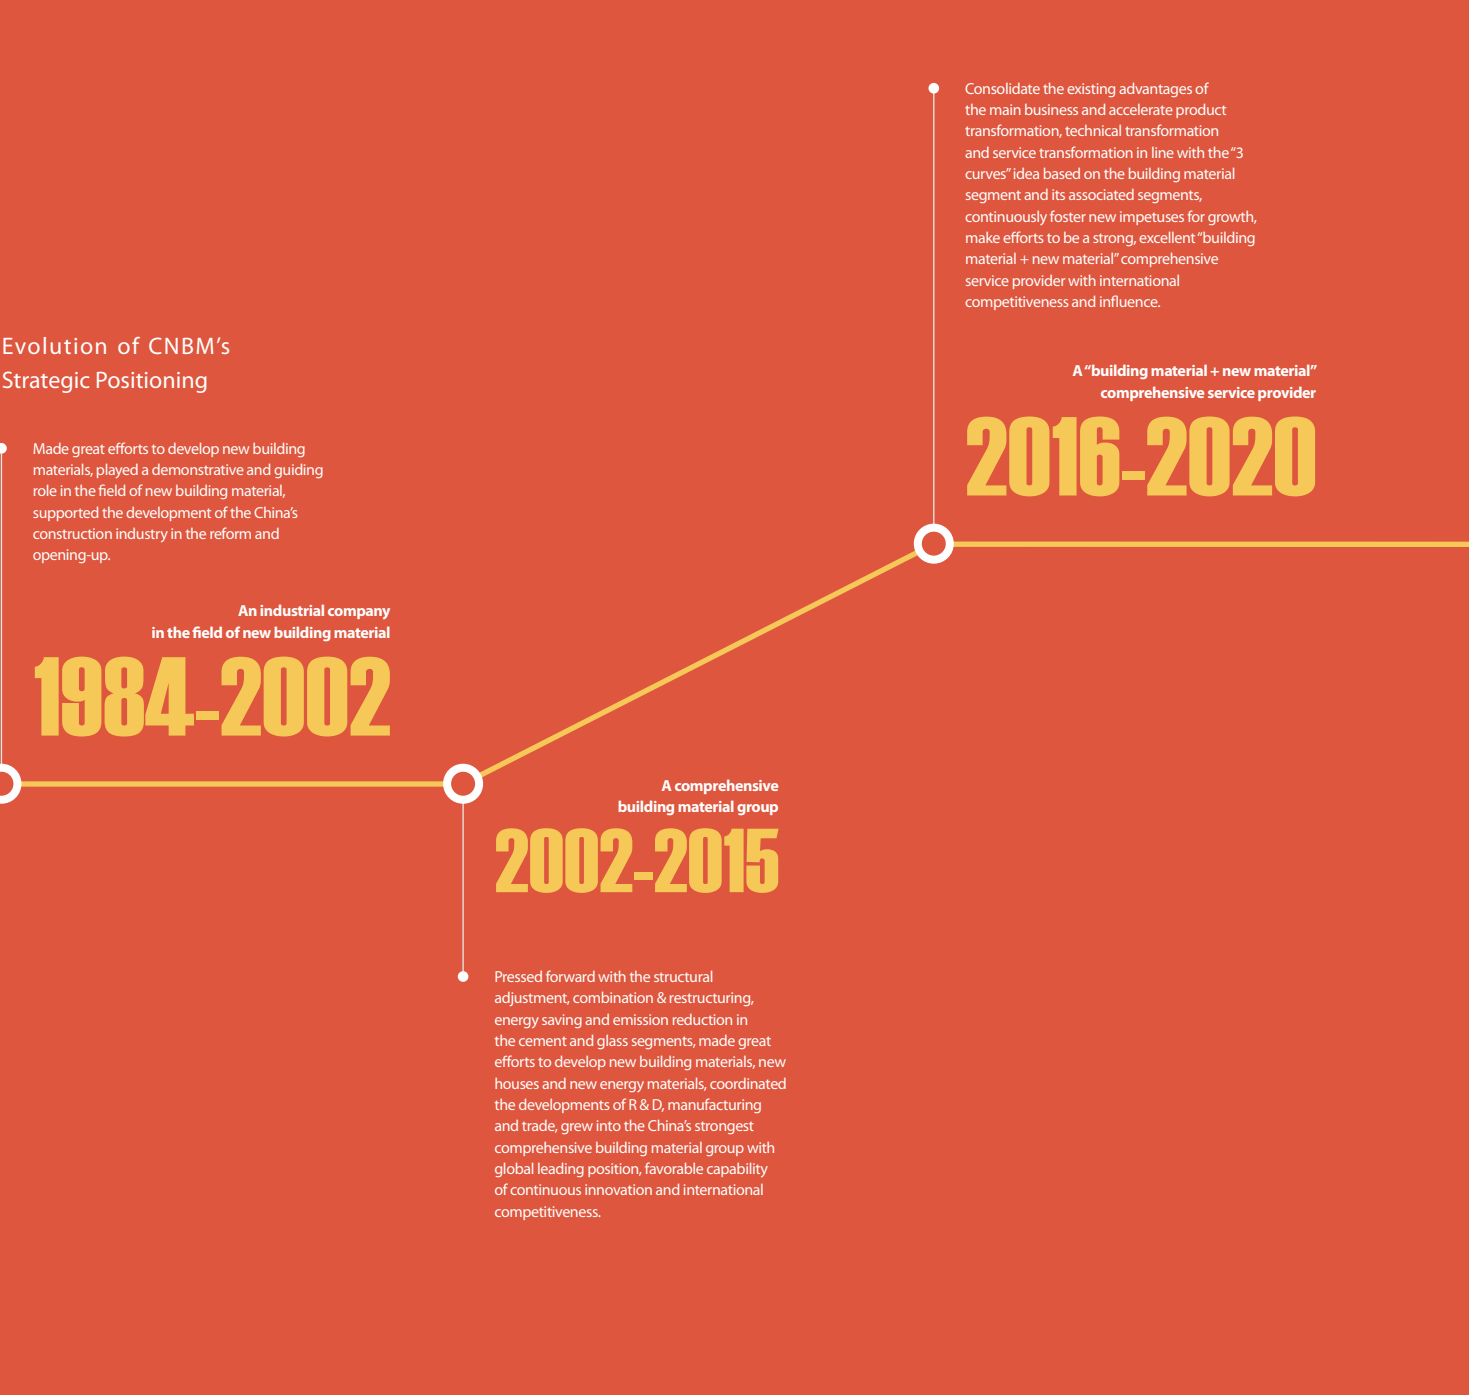 Evolution of CNBM’s
Strategic Positioning
Made great efforts to develop new building
materials, played a demonstrative and guiding
role in the field of new building material,
supported the development of the China’s
construction industry in the reform and
opening-up.
An industrial company
in the field of new building material
1984-2002
A comprehensive
building material group
2002-2015
Pressed forward with the structural
adjustment, combination & restructuring,
energy saving and emission reduction in
the cement and glass segments, made great
efforts to develop new building materials, new
houses and new energy materials, coordinated
the developments of R & D, manufacturing
and trade, grew into the China’s strongest
comprehensive building material group with
global leading position, favorable capability
of continuous innovation and international
competitiveness.
Consolidate the existing advantages of
the main business and accelerate product
transformation, technical transformation
and service transformation in line with the “3
curves” idea based on the building material
segment and its associated segments,
continuously foster new impetuses for growth,
make efforts to be a strong, excellent “building
material + new material” comprehensive
service provider with international
competitiveness and influence.
A “building material + new material”
comprehensive service provider
2016-2020